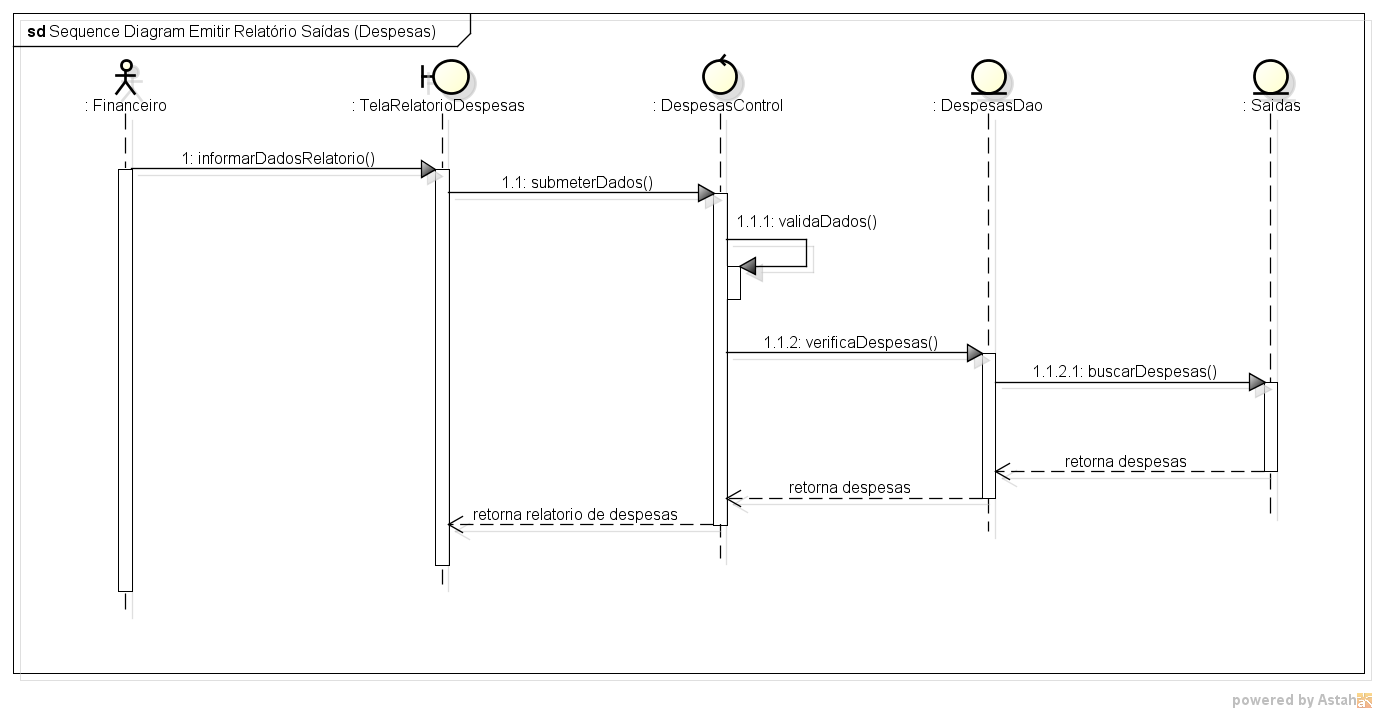 sd Sequence Diagram Emitir Relatório Saídas (Despesas)
: Financeiro
: TelaRelatorioDespesas
: DespesasControl
: DespesasDao
: Saidas
1: informarDadosRelatorio()
1.1: submeterDados()
1.1.1: validaDados()
1.1.2: verificaDespesas()
1.1.2.1: buscarDespesas()
retorna despesas
retorna despesas
retorna relatorio de despesas
powered by Astah